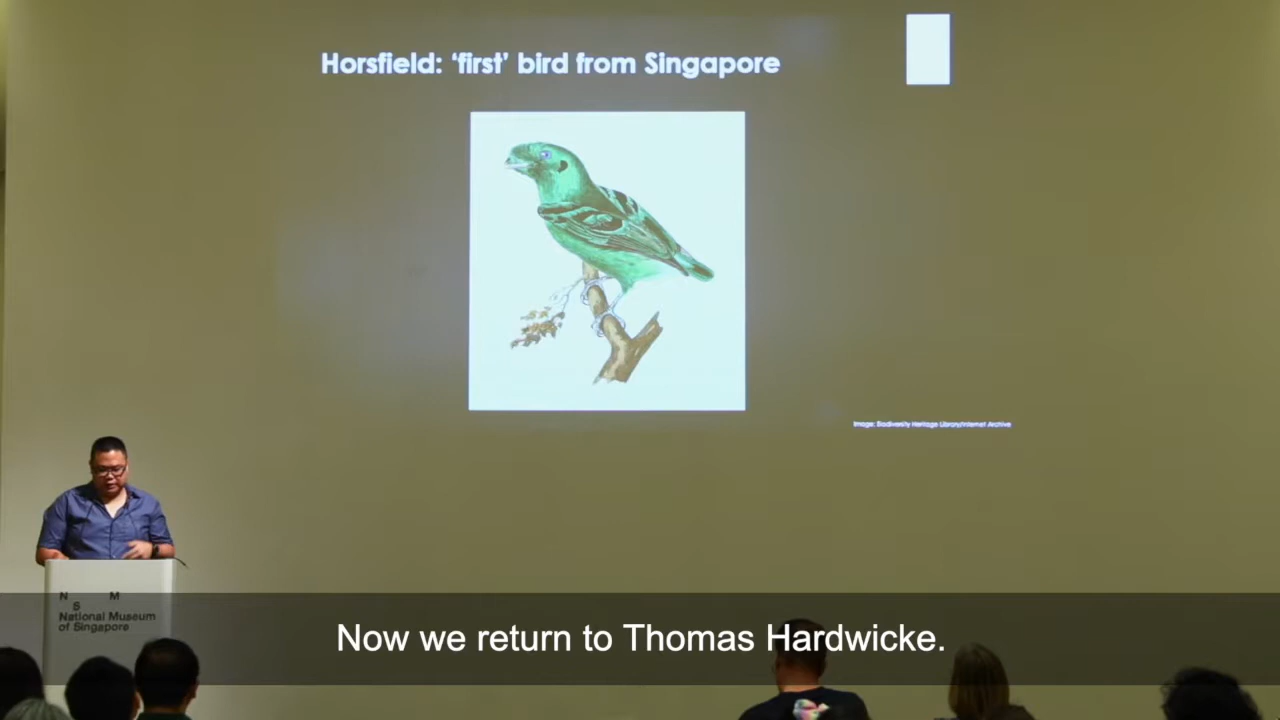 Horsfield: ‘first’ bird from Singapore
Image: Biodiversity Heritage Library/Internet Archive
N M
S
National Museum
of Singapore
Now we return to Thomas Hardwicke.